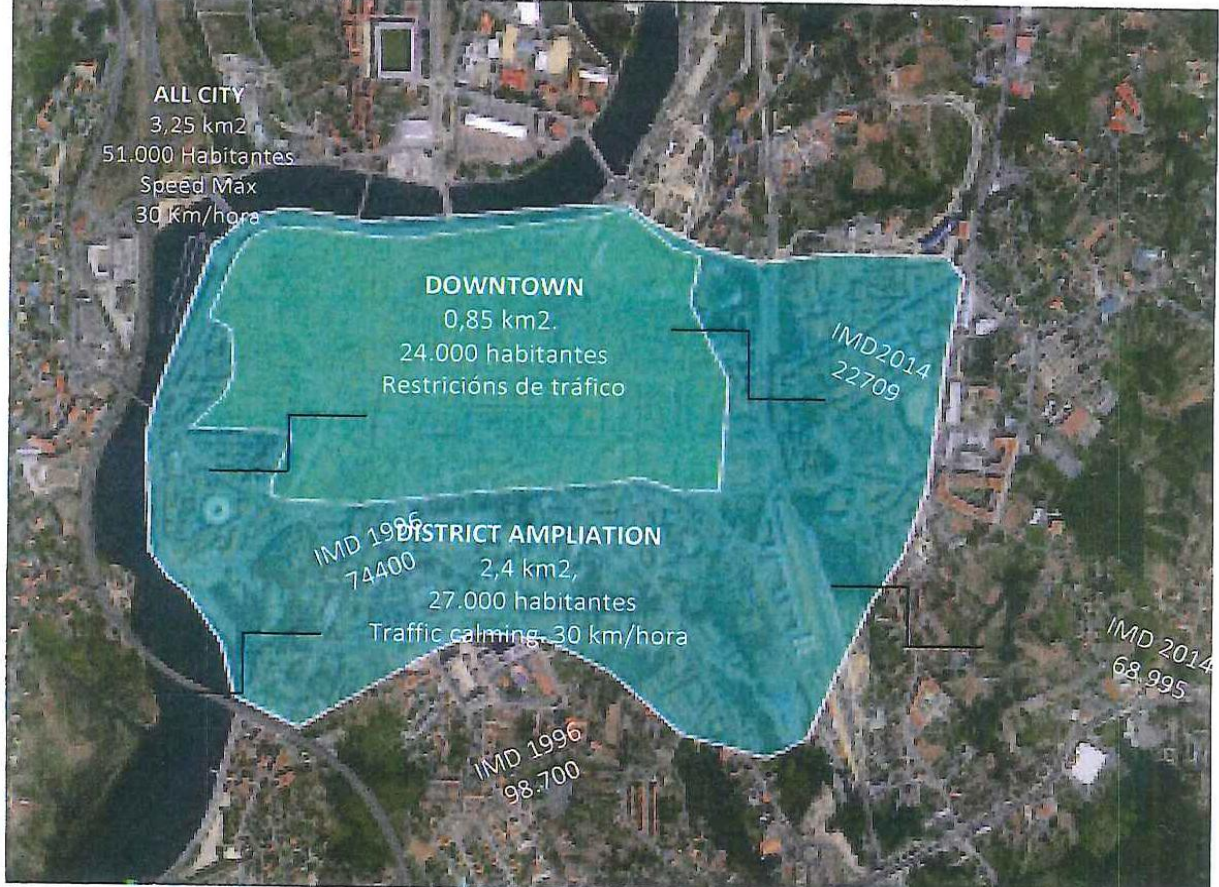 ALL CITY
3,25 km2
51.000 Habitantes
Speed Máx
30 Km/hora
DOWNTOWN
0,85 km2.
24.000 habitantes
Restricións de tráfico
IMD2014
22709
IMD 1996
74400
DISTRICT AMPLIATION
2,4 km2,
27.000 habitantes
Traffic calming. 30 km/hora
IMD 2014
68.995
IMD 1996
98.700